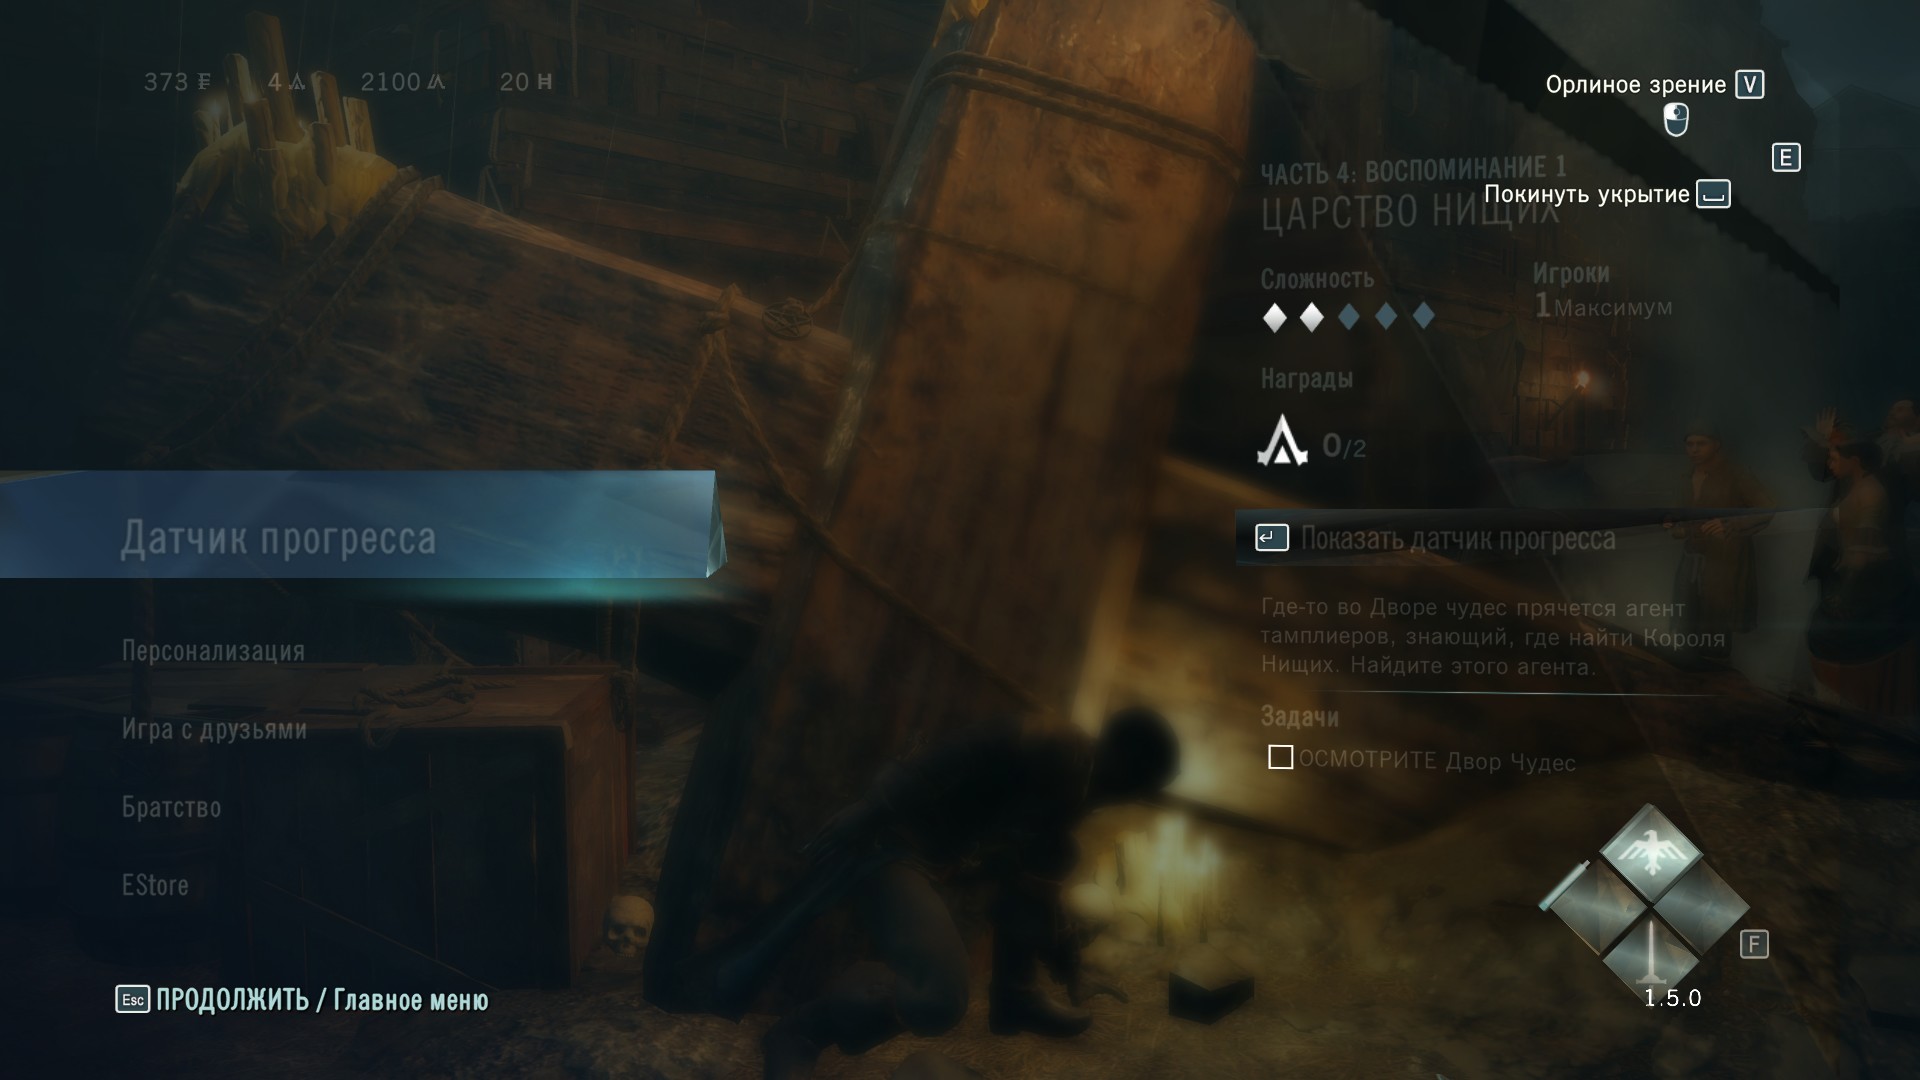 373 4 2100 20
Орлиное зрение V
E
Покинуть укрытие
ЧАСТЬ 4: ВОСПОМИНАНИЕ 1
ЦАРСТВО НИЩИХ
Сложность
Игроки
1 Максимум
Награды
0/2
Датчик прогресса
Показать датчик прогресса
Где-то во Дворе чудес прячется агент
тамплиеров, знающий, где найти Короля
Нищих. Найдите этого агента.
Задачи
ОСМОТРИТЕ Двор Чудес
Персонализация
Игра с друзьями
Братство
EStore
Esc ПРОДОЛЖИТЬ / Главное меню
F
1.5.0